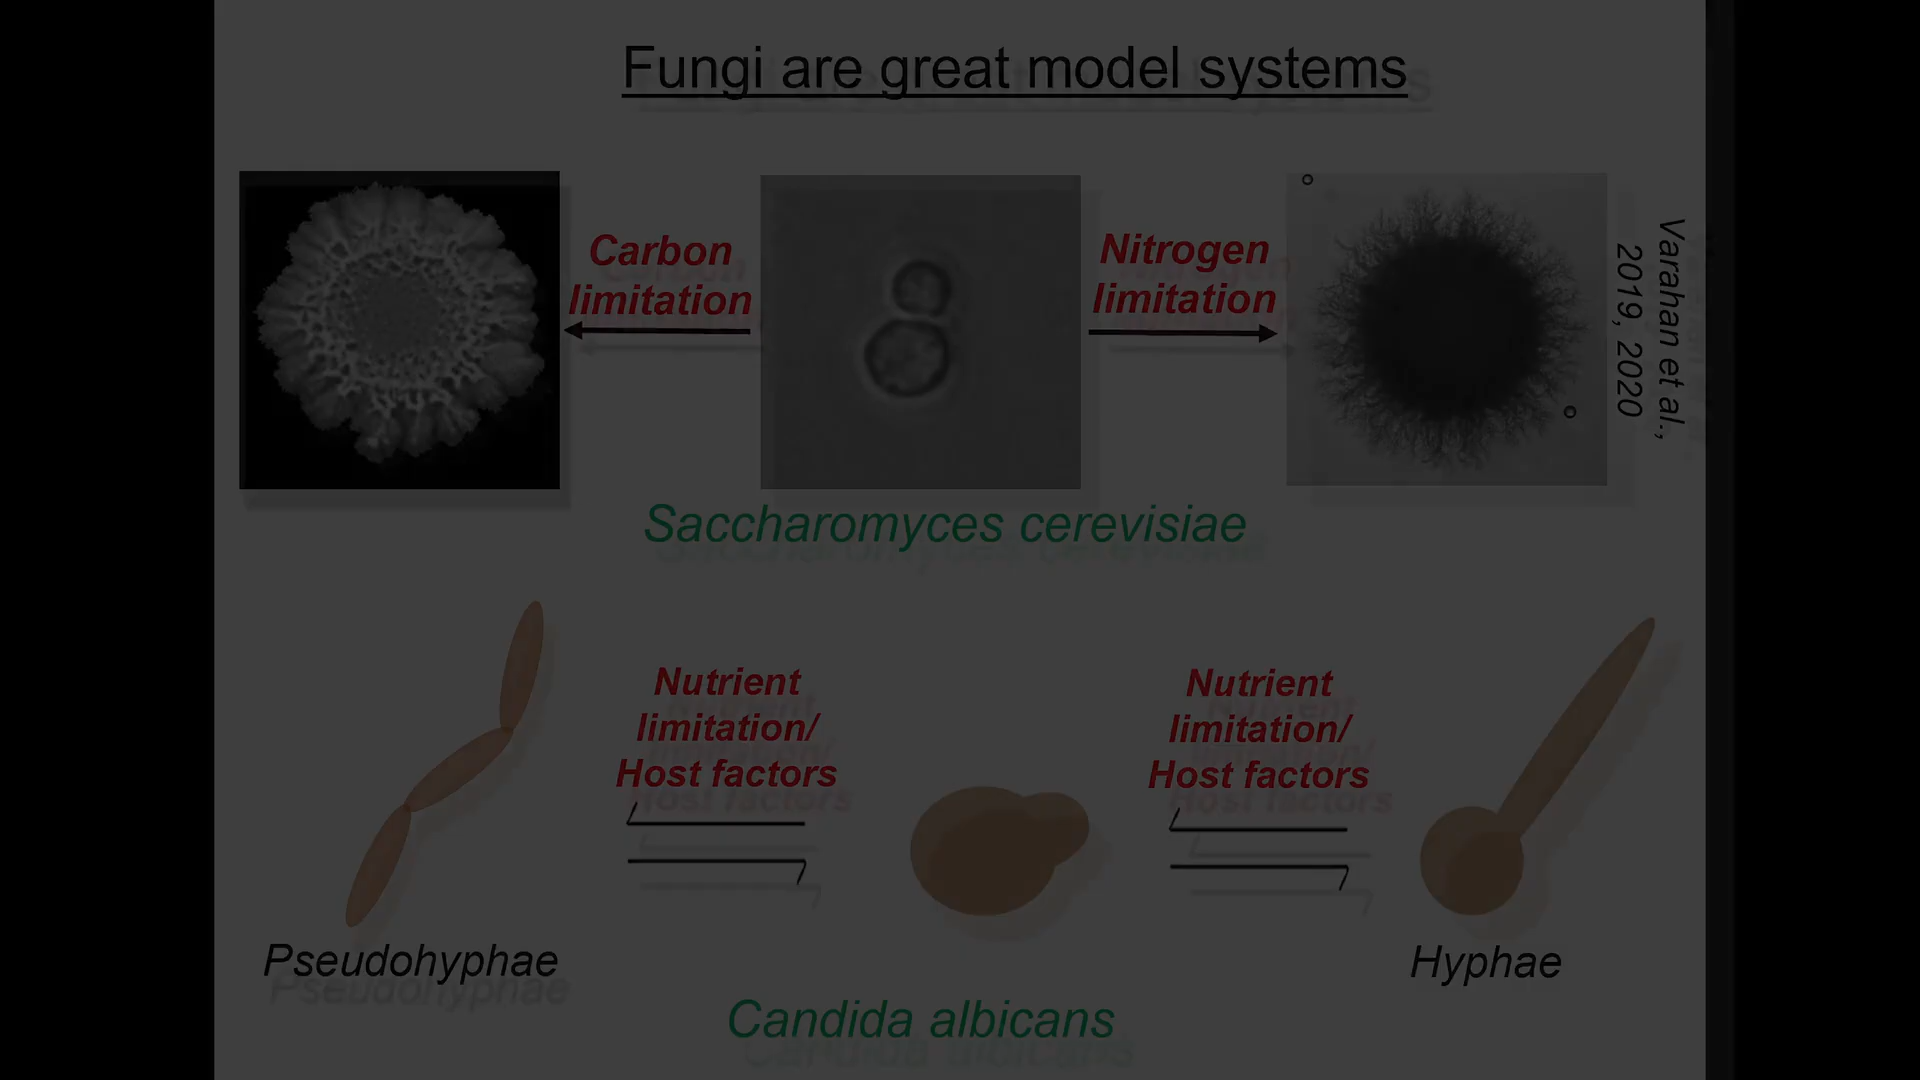 Fungi are great model systems
Carbon
limitation
Nitrogen
limitation
Varahan et al.,
2019, 2020
Saccharomyces cerevisiae
Nutrient
limitation/
Host factors
Nutrient
limitation/
Host factors
Pseudohyphae
Hyphae
Candida albicans